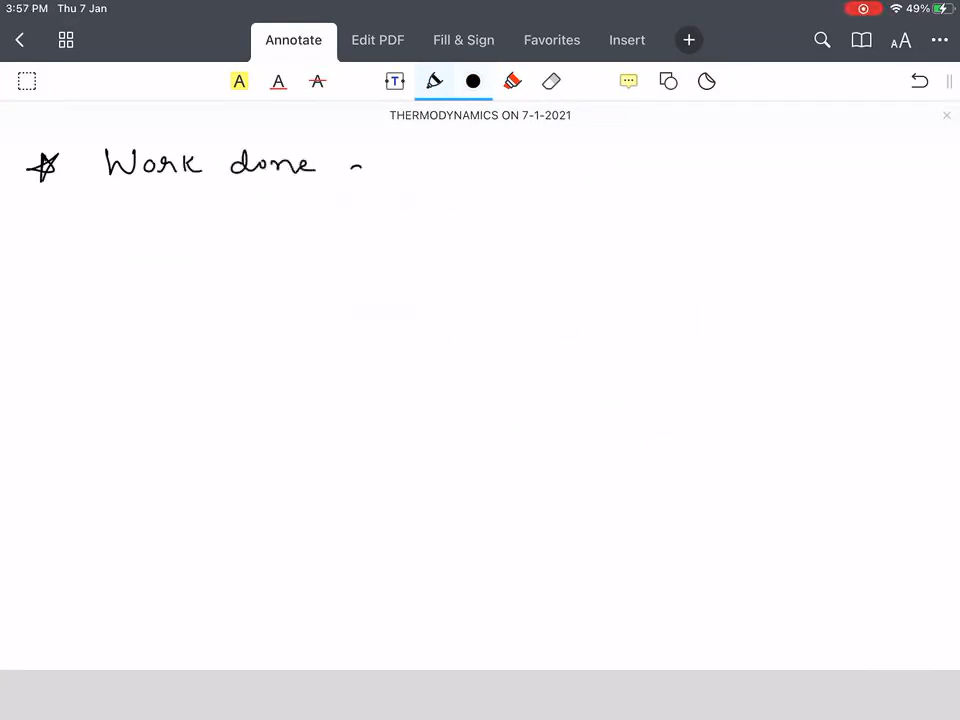 3:57 PM Thu 7 Jan 49%
Annotate Edit PDF Fill & Sign Favorites Insert
THERMODYNAMICS ON 7-1-2021
Work done